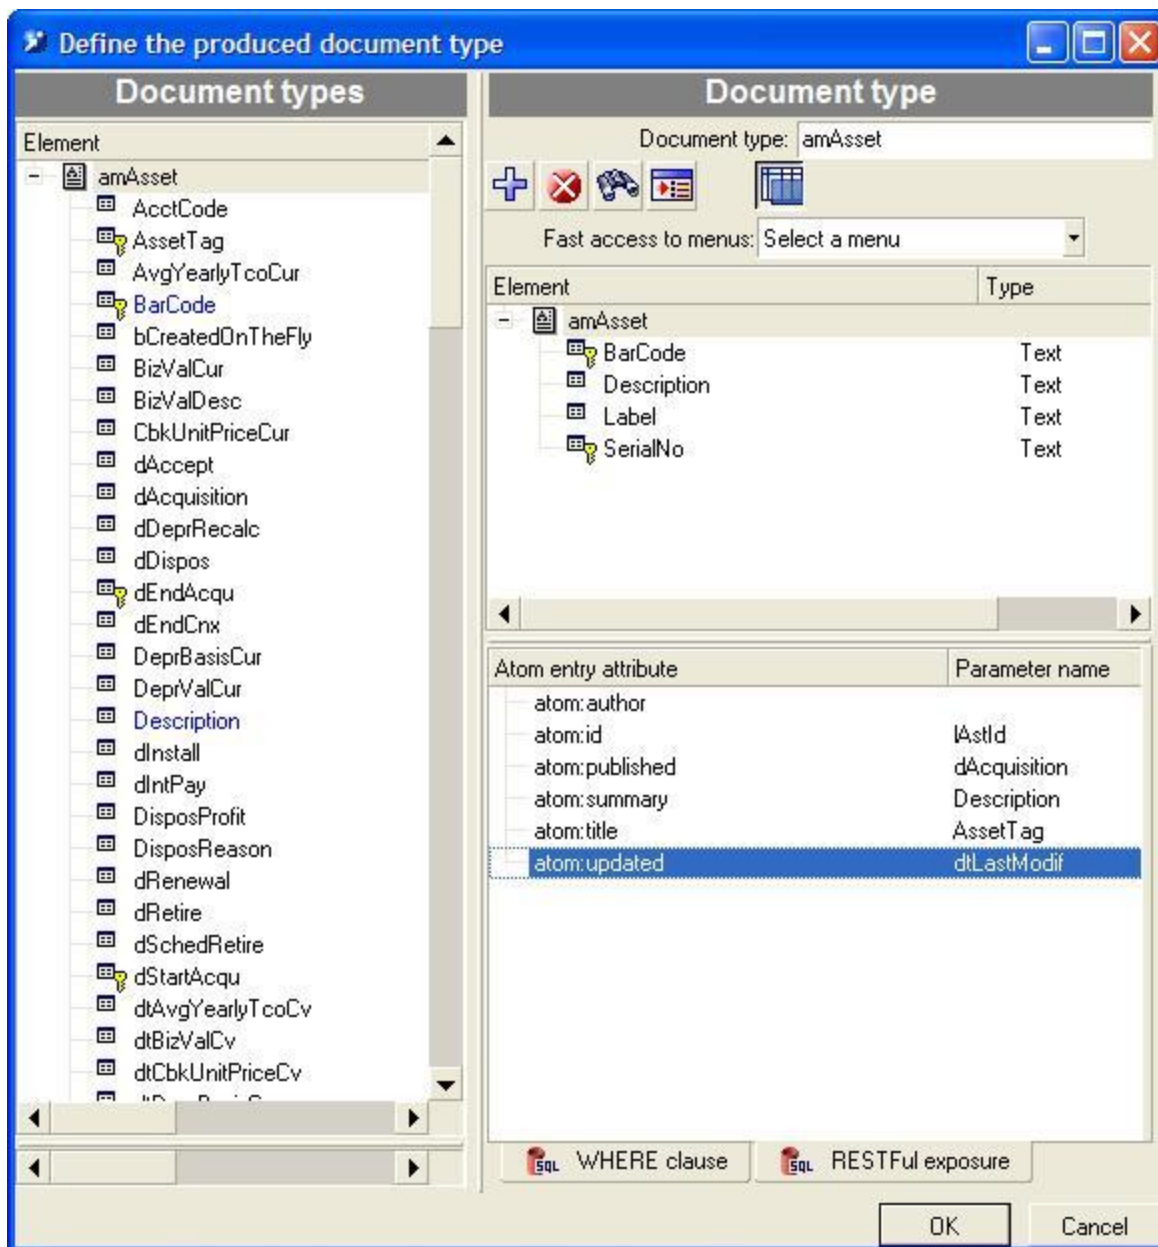 Define the produced document type
Document types
Element
amAsset
AcctCode
AssetTag
AvgYearlyTcoCur
BarCode
bCreatedOnTheFly
BizValCur
BizValDesc
CbkUnitPriceCur
dAccept
dAcquisition
dDeprRecalc
dDispos
dEndAcqu
dEndCnx
DeprBasisCur
DeprValCur
Description
dInstall
dIntPay
DisposProfit
DisposReason
dRenewal
dRetire
dSchedRetire
dStartAcqu
dtAvgYearlyTcoCv
dtBizValCv
dtCbkUnitPriceCv
Document type
Document type: amAsset
Fast access to menus: Select a menu
Element Type
amAsset
BarCode Text
Description Text
Label Text
SerialNo Text
Atom entry attribute Parameter name
atom:author
atom:id lAstId
atom:published dAcquisition
atom:summary Description
atom:title AssetTag
atom:updated dtLastModif
SQL WHERE clause SQL RESTFul exposure
OK Cancel